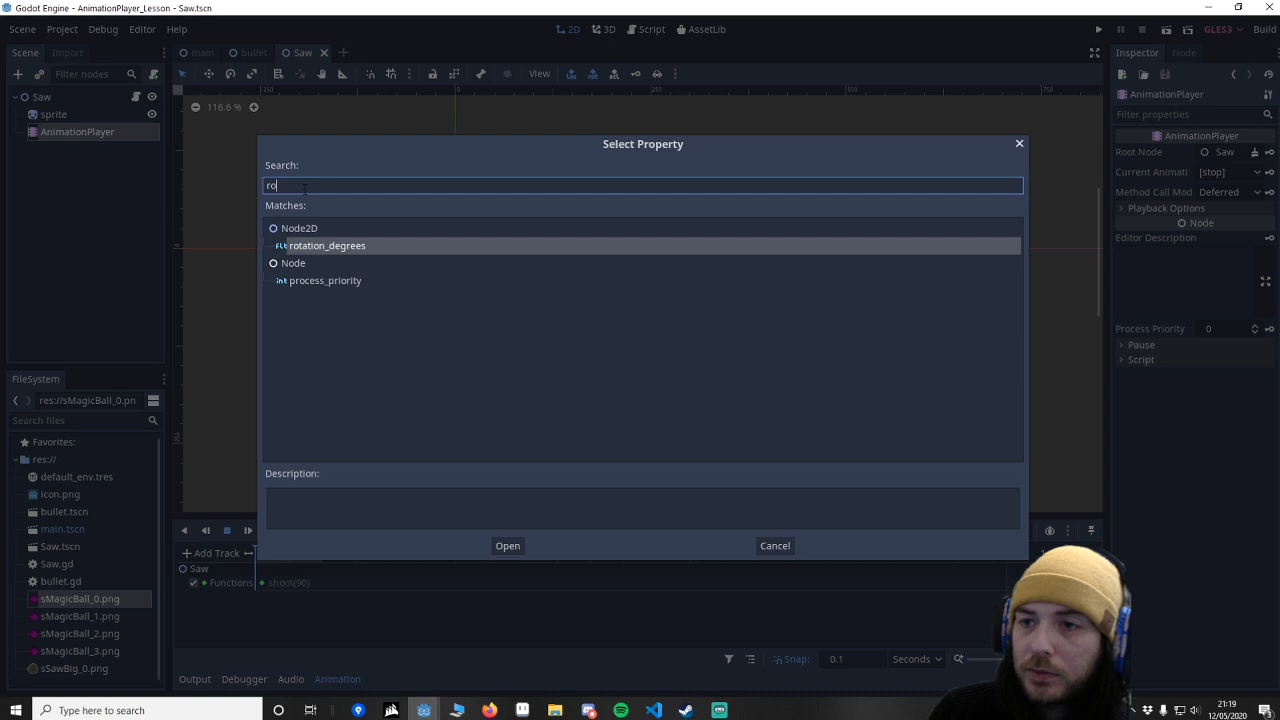 Godot Engine - AnimationPlayer_Lesson - Saw.tscn
Scene Project Debug Editor Help
2D 3D Script AssetLib
GLES3 Build
Scene Import
main bullet Saw
Inspector Node
Filter nodes
View
AnimationPlayer
Saw
116.6 %
-250 0 250 500 750
sprite
Filter properties
AnimationPlayer
AnimationPlayer
Select Property
Root Node Saw
Search:
Current Animati [stop]
ro
Method Call Mod Deferred
Matches:
Playback Options
Node2D
Node
rotation_degrees
Editor Description
Node
process_priority
Process Priority 0
Pause
Script
FileSystem
res://sMagicBall_0.pn
Search files
Favorites:
res://
default_env.tres
icon.png
bullet.tscn
main.tscn
Saw.tscn
Saw.gd
bullet.gd
sMagicBall_0.png
sMagicBall_1.png
sMagicBall_2.png
sMagicBall_3.png
sSawBig_0.png
Description:
Open Cancel
Add Track
Saw
Functions shoot(90)
Snap: 0.1 Seconds
Output Debugger Audio Animation
Type here to search
21:19
12/05/2020